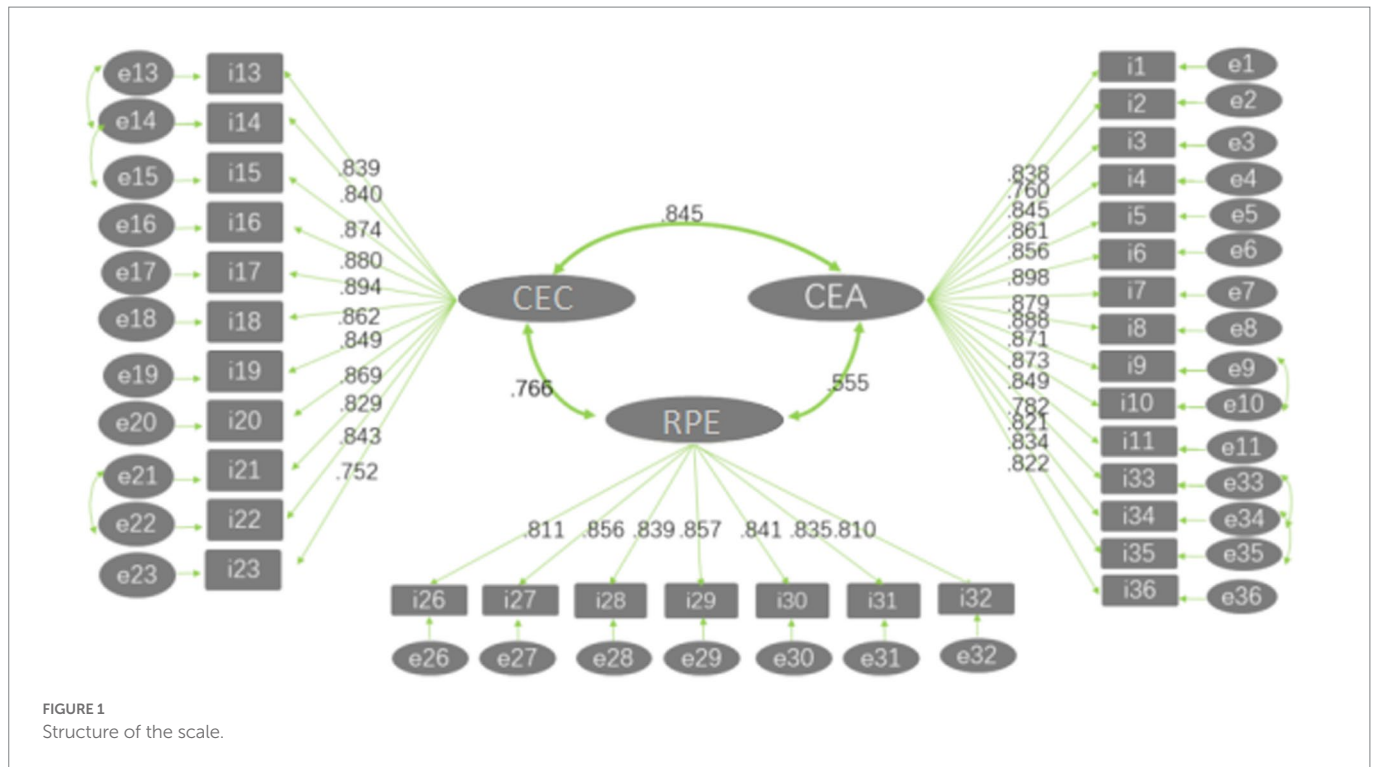 e13 i13
e14 i14
e15 i15
e16 i16
e17 i17
e18 i18
e19 i19
e20 i20
e21 i21
e22 i22
e23 i23
.839
.840
.874
.880
.894
.862
.849
.869
.829
.843
.752
.845
CEC
CEA
.766
.555
RPE
.811 .856 .839 .857 .841 .835 .810
i26 i27 i28 i29 i30 i31 i32
e26 e27 e28 e29 e30 e31 e32
.838
.760
.845
.861
.856
.898
.879
.888
.871
.873
.849
.782
.821
.834
.822
i1 e1
i2 e2
i3 e3
i4 e4
i5 e5
i6 e6
i7 e7
i8 e8
i9 e9
i10 e10
i11 e11
i33 e33
i34 e34
i35 e35
i36 e36
FIGURE 1
Structure of the scale.